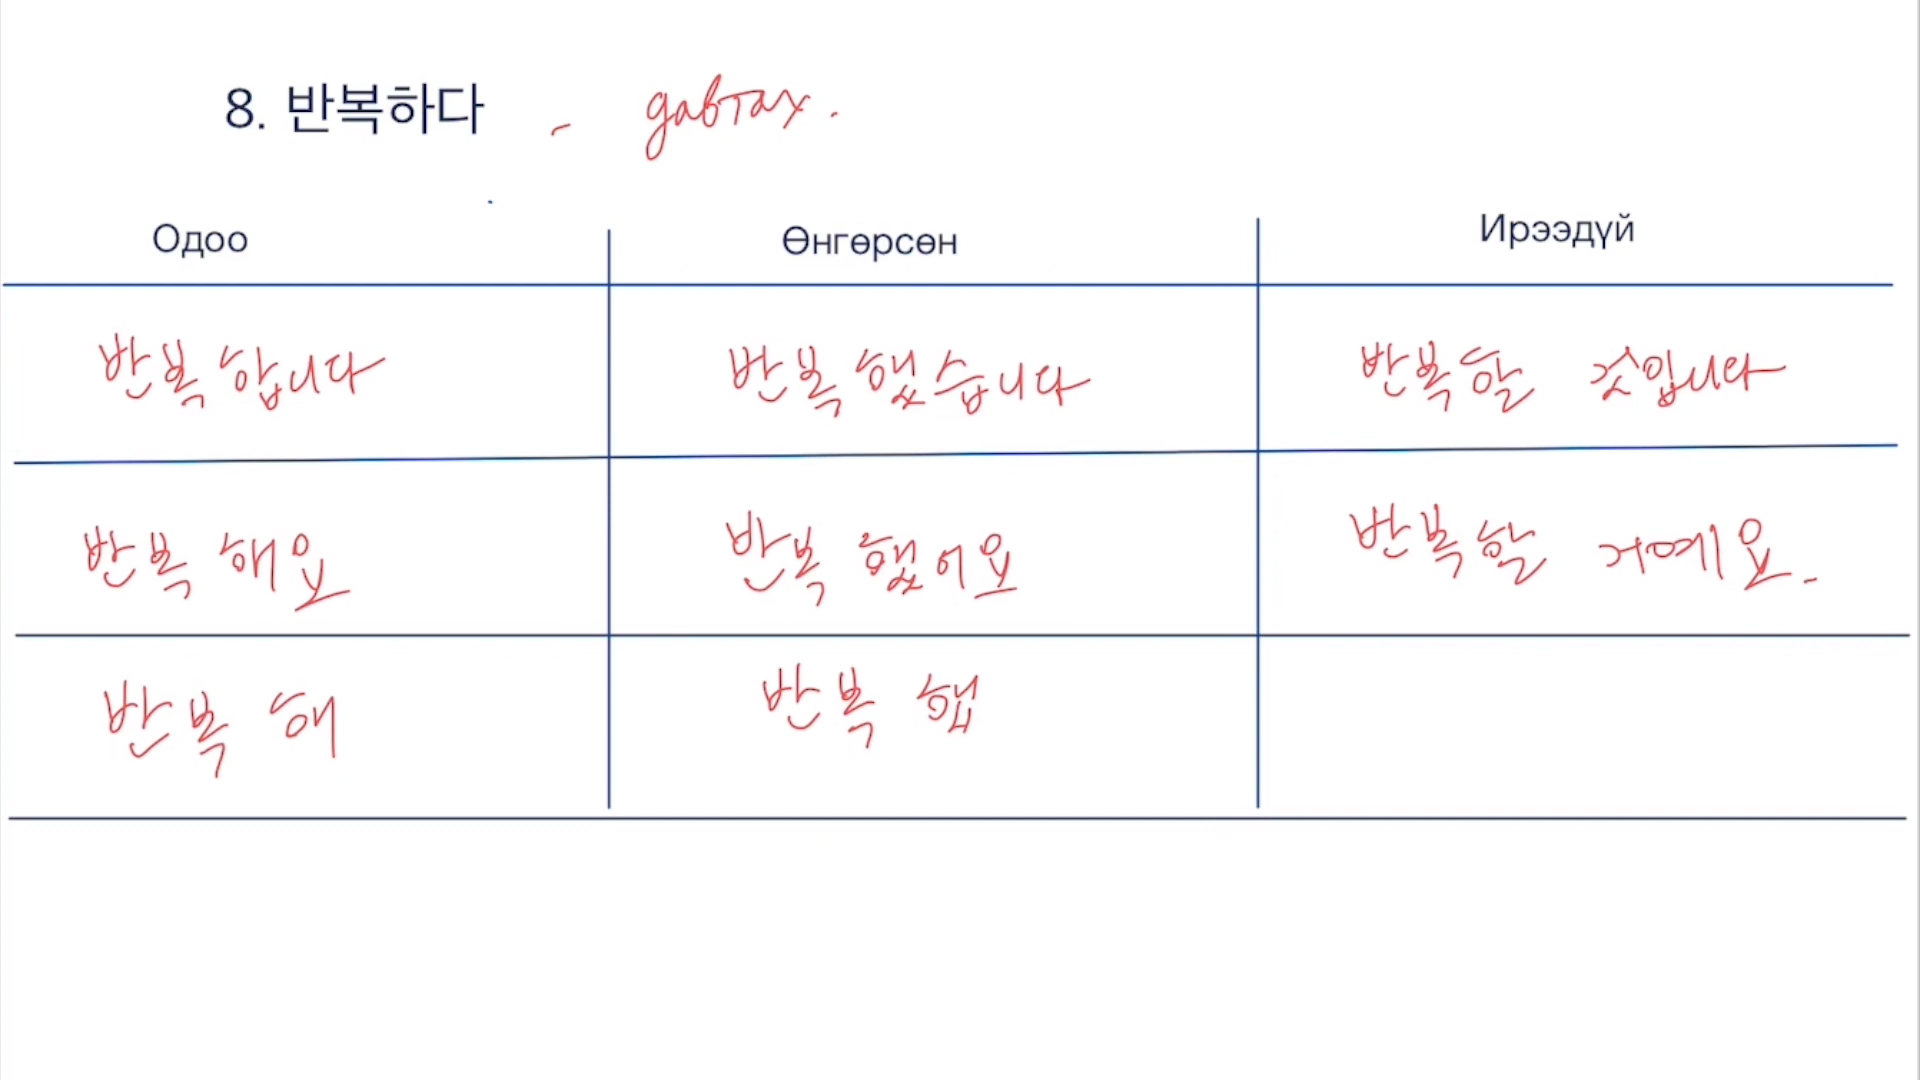 8. 반복하다 - давтах.
Одоо Өнгөрсөн Ирээдүй
반복합니다 반복했습니다 반복할 것입니다
반복해요 반복했어요 반복할 거예요.
반복해 반복